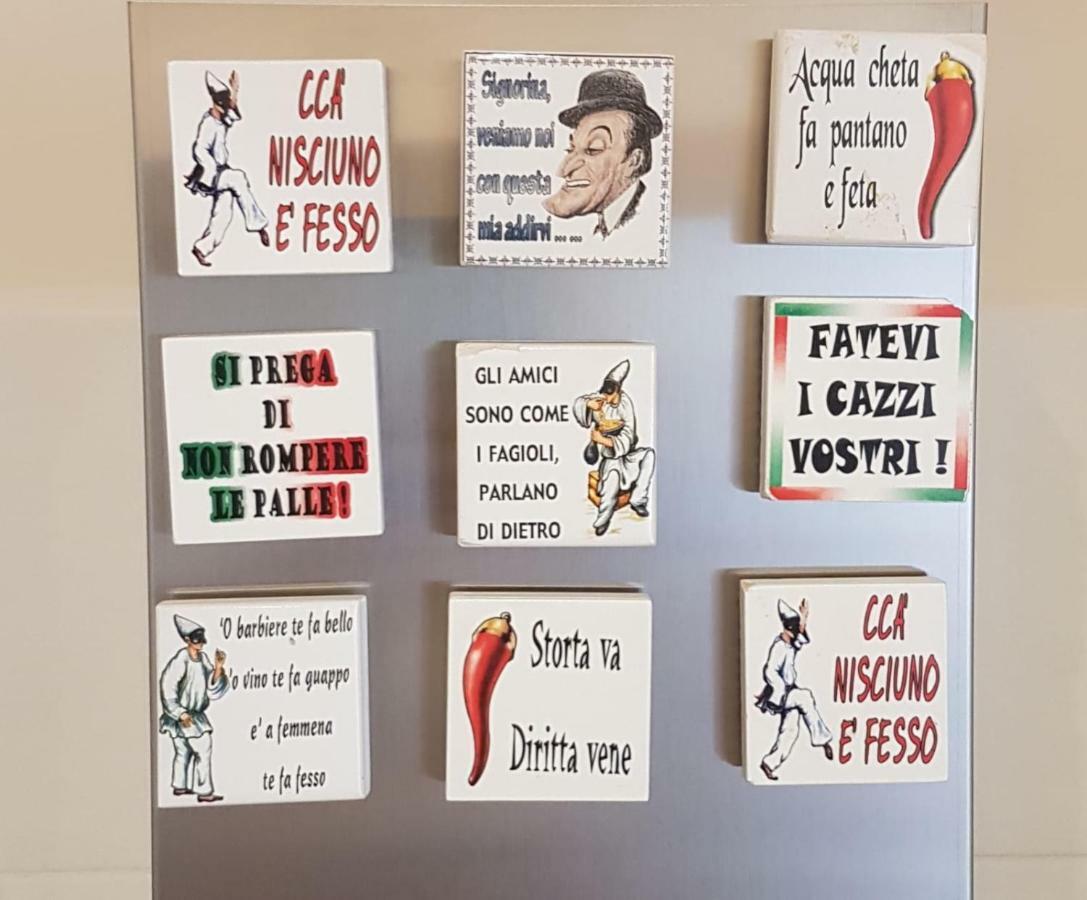 CCA'
NISCIUNO
E' FESSO
Signorina,
veniamo noi
con questa
mia addirvi ... ...
Acqua cheta
fa pantano
e feta
SI PREGA
DI
NON ROMPERE
LE PALLE!
GLI AMICI
SONO COME
I FAGIOLI,
PARLANO
DI DIETRO
FATEVI
I CAZZI
VOSTRI !
'O barbiere te fa bello
'o vino te fa guappo
e' a femmena
te fa fesso
Storta va
Diritta vene
CCA'
NISCIUNO
E' FESSO